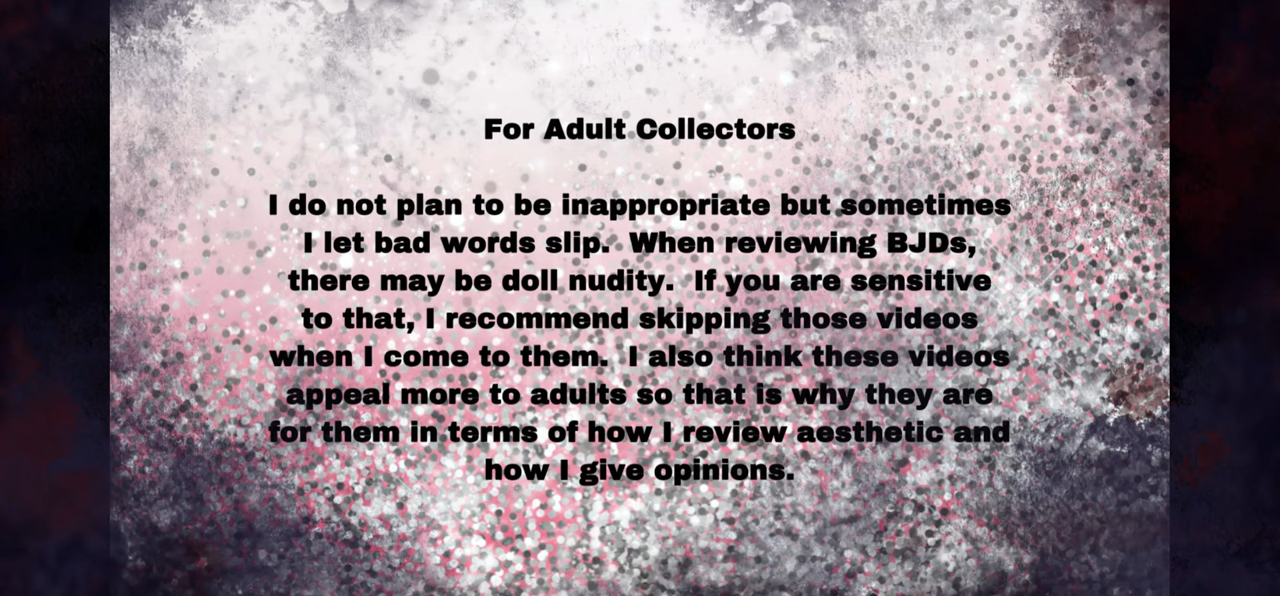 For Adult Collectors
I do not plan to be inappropriate but sometimes
I let bad words slip.  When reviewing BJDs,
there may be doll nudity.  If you are sensitive
to that, I recommend skipping those videos
when I come to them.  I also think these videos
appeal more to adults so that is why they are
for them in terms of how I review aesthetic and
how I give opinions.